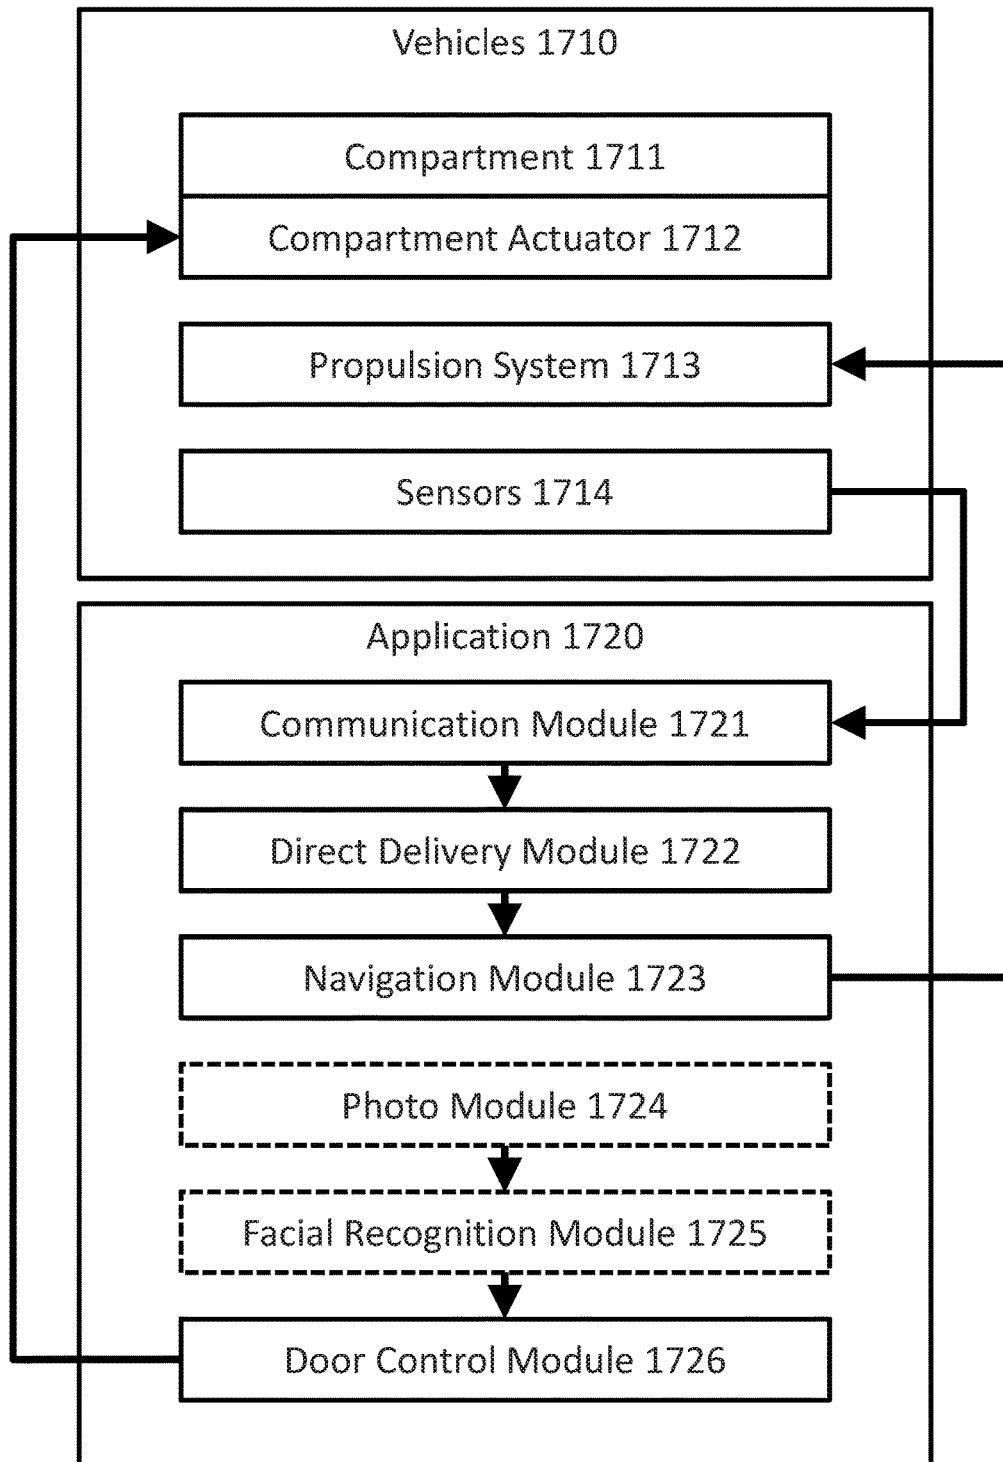 Vehicles 1710
Compartment 1711
Compartment Actuator 1712
Propulsion System 1713
Sensors 1714
Application 1720
Communication Module 1721
Direct Delivery Module 1722
Navigation Module 1723
Photo Module 1724
Facial Recognition Module 1725
Door Control Module 1726